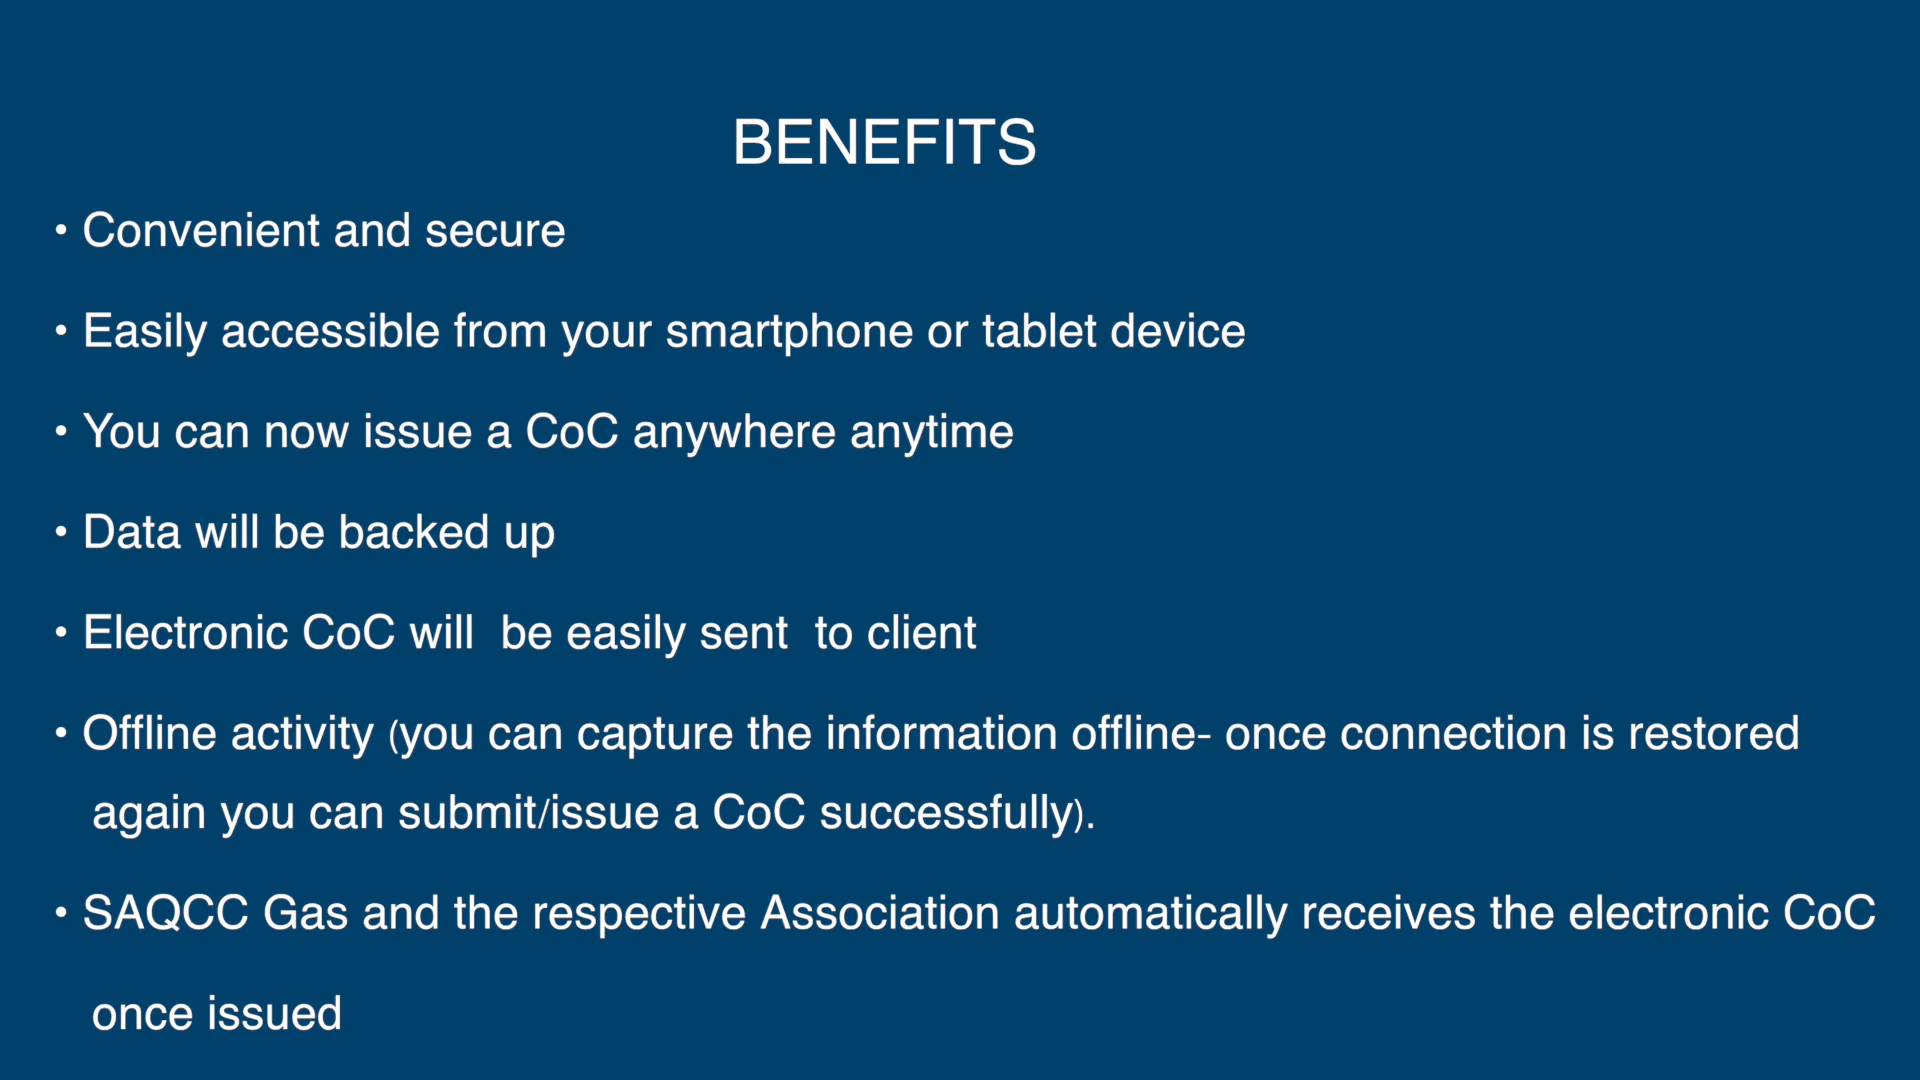 BENEFITS
• Convenient and secure
• Easily accessible from your smartphone or tablet device
• You can now issue a CoC anywhere anytime
• Data will be backed up
• Electronic CoC will  be easily sent  to client
• Offline activity (you can capture the information offline- once connection is restored
again you can submit/issue a CoC successfully).
• SAQCC Gas and the respective Association automatically receives the electronic CoC
once issued